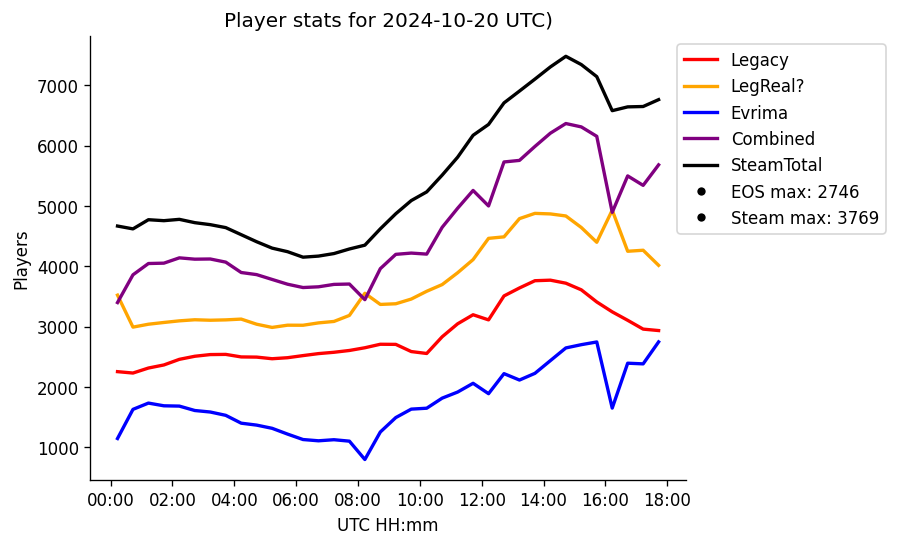 Player stats for 2024-10-20 UTC)
Legacy
LegReal?
Evrima
Combined
SteamTotal
EOS max: 2746
Steam max: 3769
Players
7000
6000
5000
4000
3000
2000
1000
00:00 02:00 04:00 06:00 08:00 10:00 12:00 14:00 16:00 18:00
UTC HH:mm